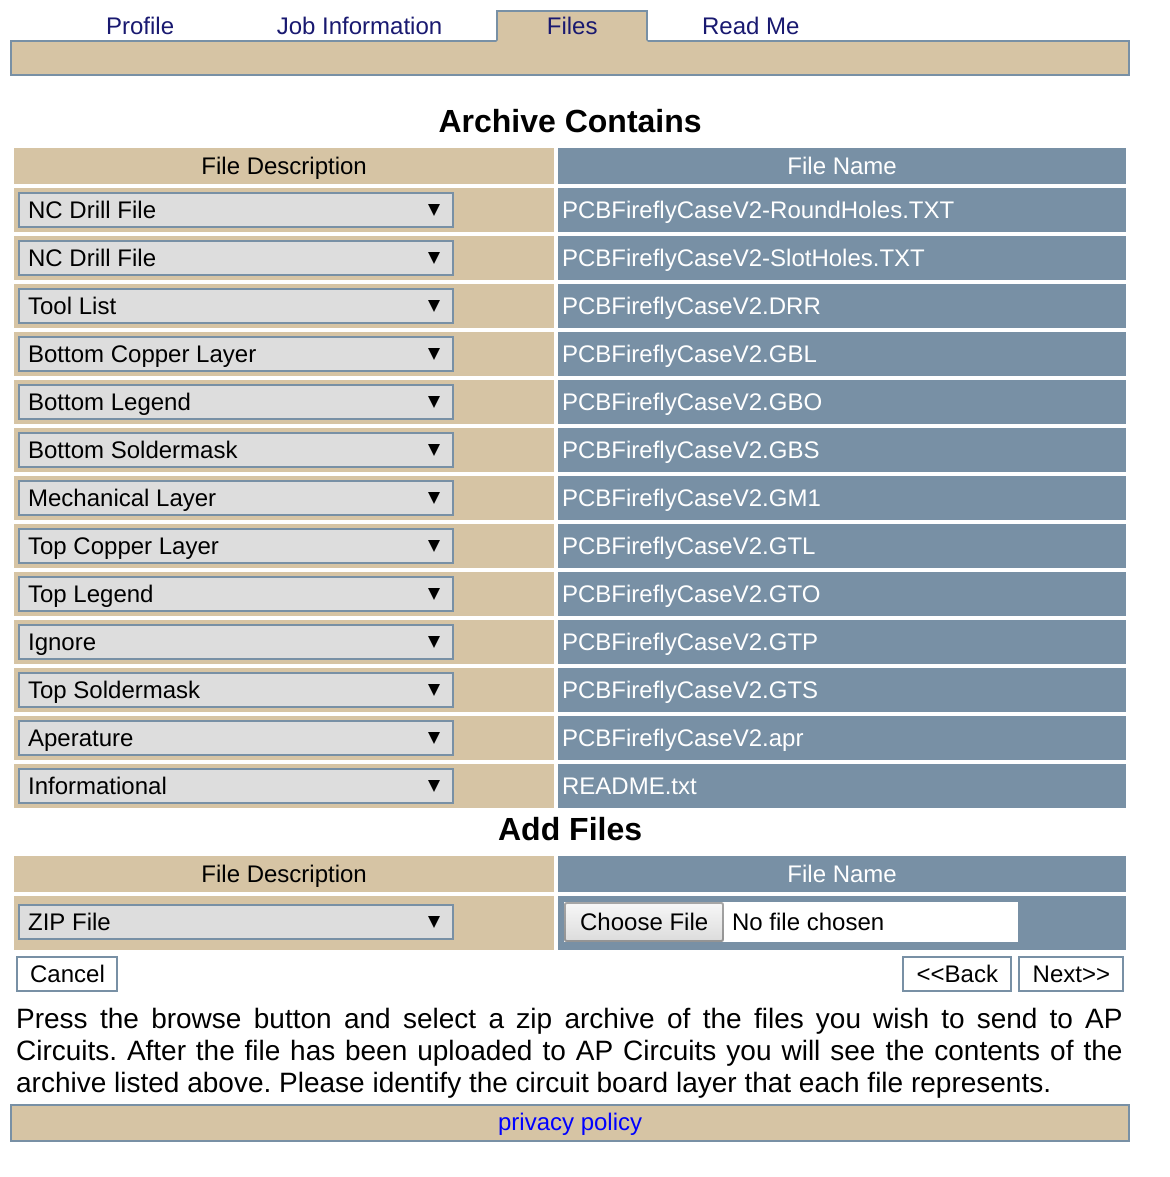 Profile Job Information Files Read Me
Archive Contains
File Description File Name
NC Drill File ▼ PCBFireflyCaseV2-RoundHoles.TXT
NC Drill File ▼ PCBFireflyCaseV2-SlotHoles.TXT
Tool List ▼ PCBFireflyCaseV2.DRR
Bottom Copper Layer ▼ PCBFireflyCaseV2.GBL
Bottom Legend ▼ PCBFireflyCaseV2.GBO
Bottom Soldermask ▼ PCBFireflyCaseV2.GBS
Mechanical Layer ▼ PCBFireflyCaseV2.GM1
Top Copper Layer ▼ PCBFireflyCaseV2.GTL
Top Legend ▼ PCBFireflyCaseV2.GTO
Ignore ▼ PCBFireflyCaseV2.GTP
Top Soldermask ▼ PCBFireflyCaseV2.GTS
Aperature ▼ PCBFireflyCaseV2.apr
Informational ▼ README.txt
Add Files
File Description File Name
ZIP File ▼ Choose File No file chosen
Cancel <<Back Next>>
Press the browse button and select a zip archive of the files you wish to send to AP
Circuits. After the file has been uploaded to AP Circuits you will see the contents of the
archive listed above. Please identify the circuit board layer that each file represents.
privacy policy